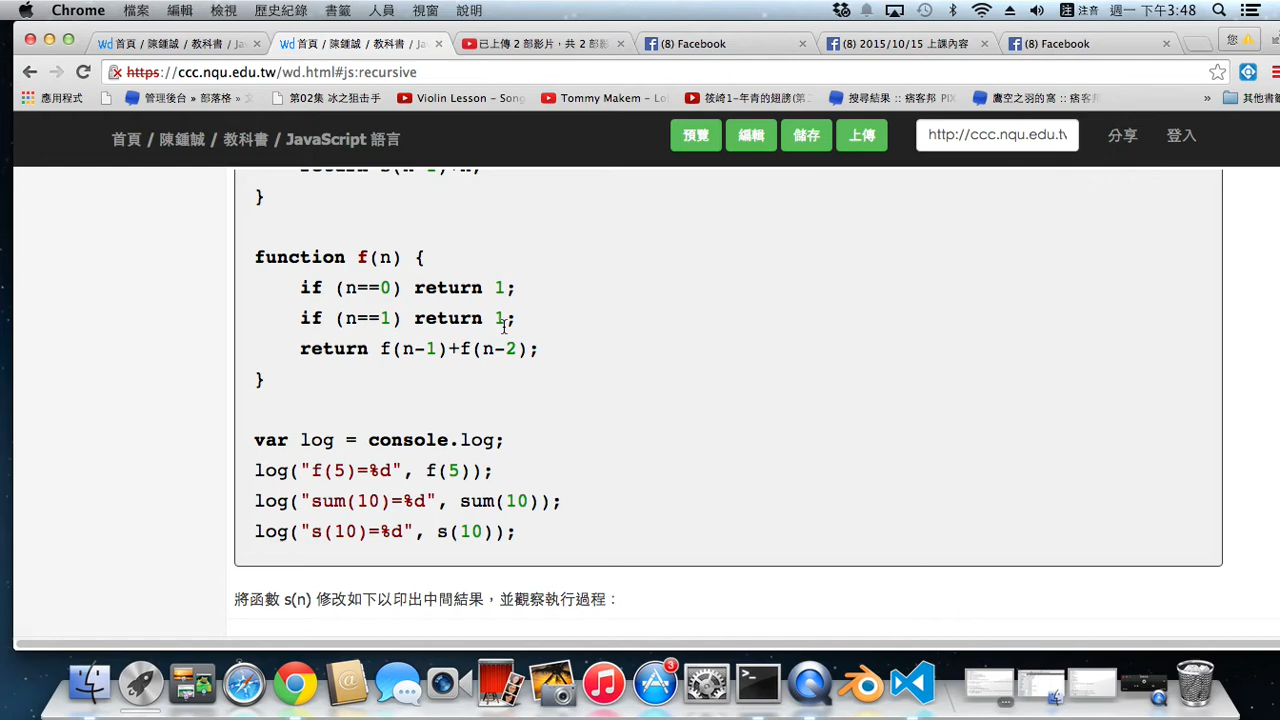 Chrome 檔案 編輯 檢視 歷史紀錄 書籤 人員 視窗 說明 注音 週一 下午3:48
Wd 首頁 / 陳鍾誠 / 教科書 / Ja
Wd 首頁 / 陳鍾誠 / 教科書 / J
已上傳 2 部影片，共 2 部
(8) Facebook
(8) 2015/10/15 上課內容
(8) Facebook
您
https://ccc.nqu.edu.tw/wd.html#js:recursive
應用程式 管理後台 » 部落格 » 第02集 冰之狙击手 Violin Lesson - Song Tommy Makem - Lo 筱崎1-年青の翅膀(第二 搜尋結果 :: 痞客邦 PIX 鷹空之羽的窩 :: 痞客邦 » 其他書籤
首頁 / 陳鍾誠 / 教科書 / JavaScript 語言 預覽 編輯 儲存 上傳 http://ccc.nqu.edu.tw 分享 登入
return s(n-1)+n;
}
function f(n) {
if (n==0) return 1;
if (n==1) return 1;
return f(n-1)+f(n-2);
}
var log = console.log;
log("f(5)=%d", f(5));
log("sum(10)=%d", sum(10));
log("s(10)=%d", s(10));
將函數 s(n) 修改如下以印出中間結果，並觀察執行過程：
3